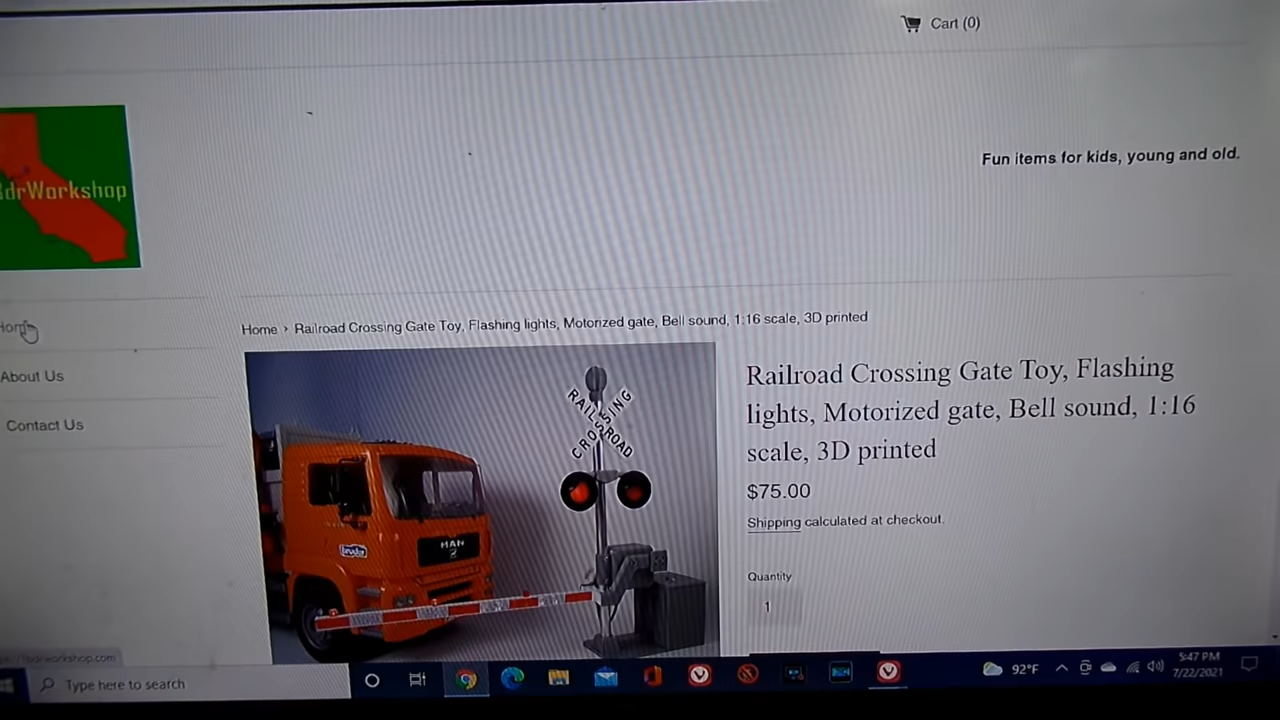 Cart (0)
drWorkshop
Fun items for kids, young and old.
Home › Railroad Crossing Gate Toy, Flashing lights, Motorized gate, Bell sound, 1:16 scale, 3D printed
About Us
Contact Us
RAILROAD
CROSSING
MAN
bruder
Railroad Crossing Gate Toy, Flashing
lights, Motorized gate, Bell sound, 1:16
scale, 3D printed
$75.00
Shipping calculated at checkout.
Quantity
1
Type here to search
92°F
5:47 PM
7/22/2021